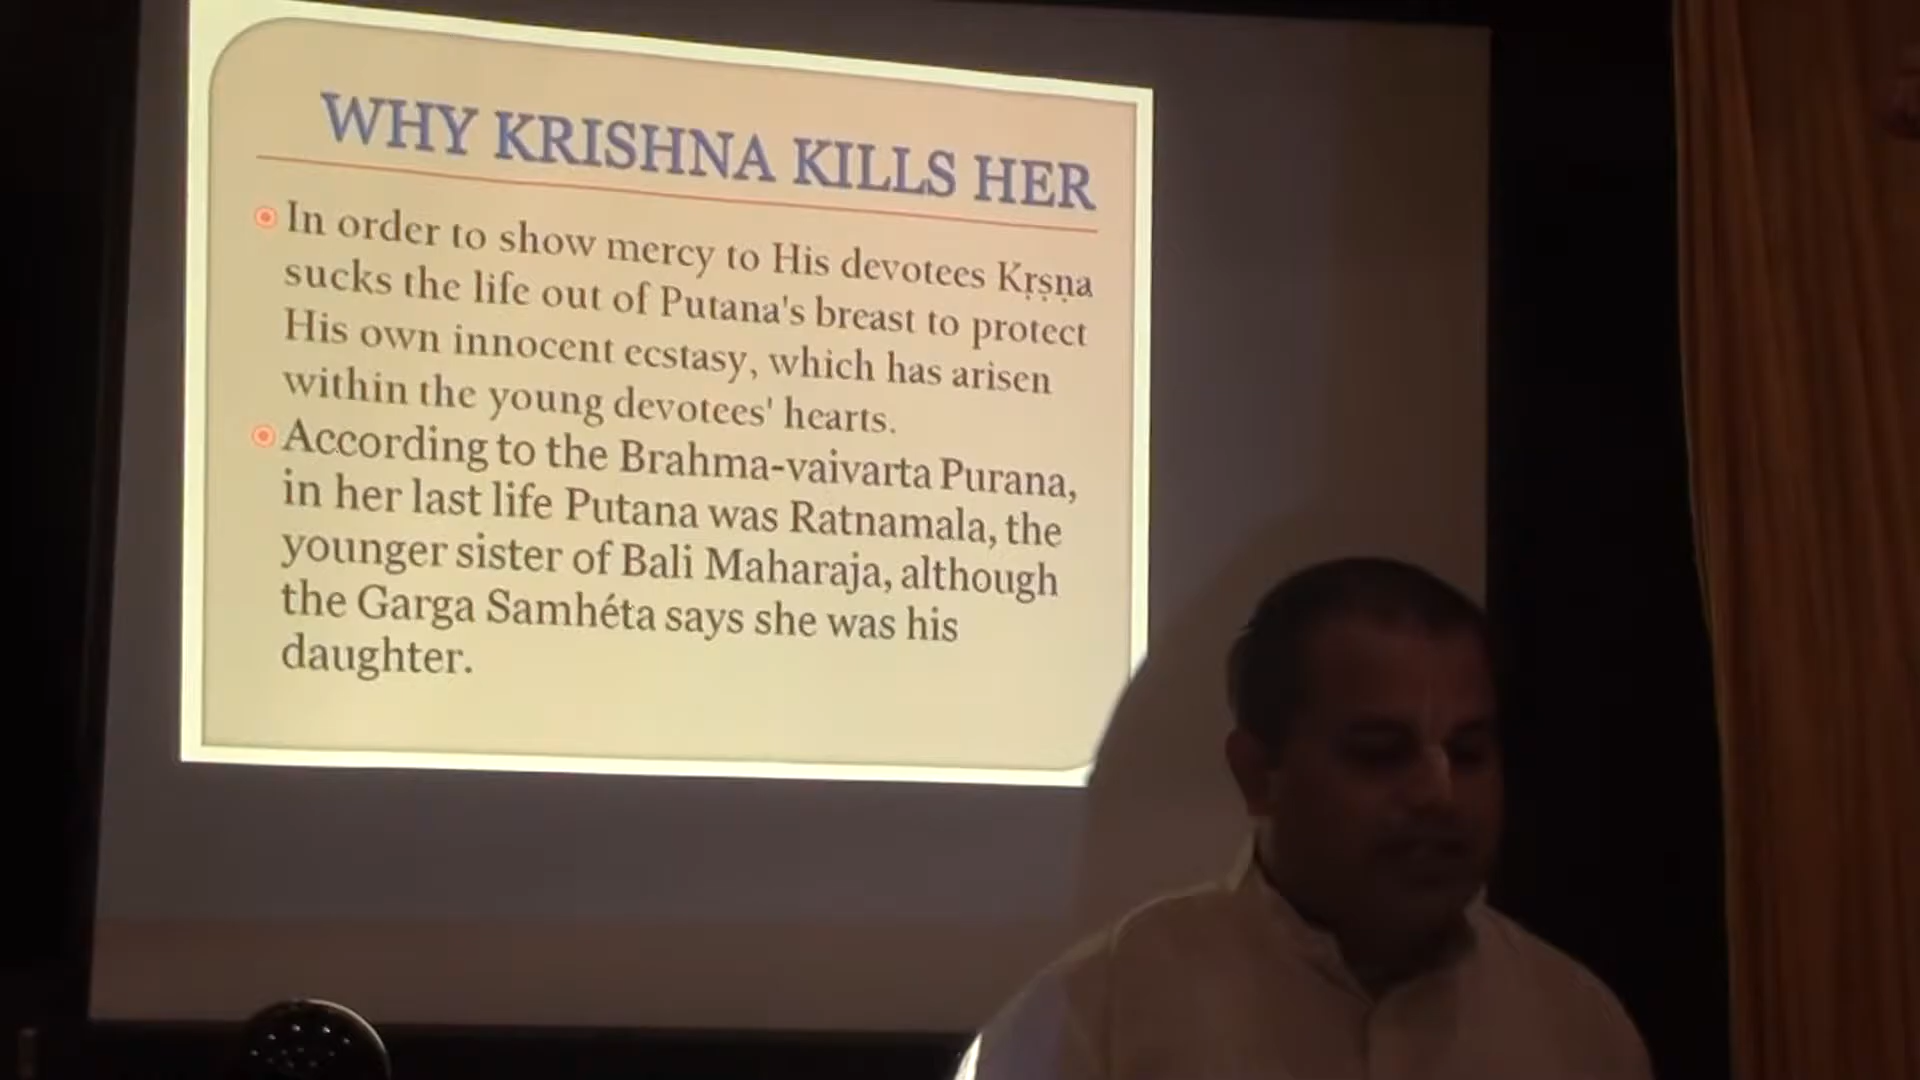 WHY KRISHNA KILLS HER
In order to show mercy to His devotees Kṛṣṇa
sucks the life out of Putana's breast to protect
His own innocent ecstasy, which has arisen
within the young devotees' hearts.
According to the Brahma-vaivarta Purana,
in her last life Putana was Ratnamala, the
younger sister of Bali Maharaja, although
the Garga Samhéta says she was his
daughter.